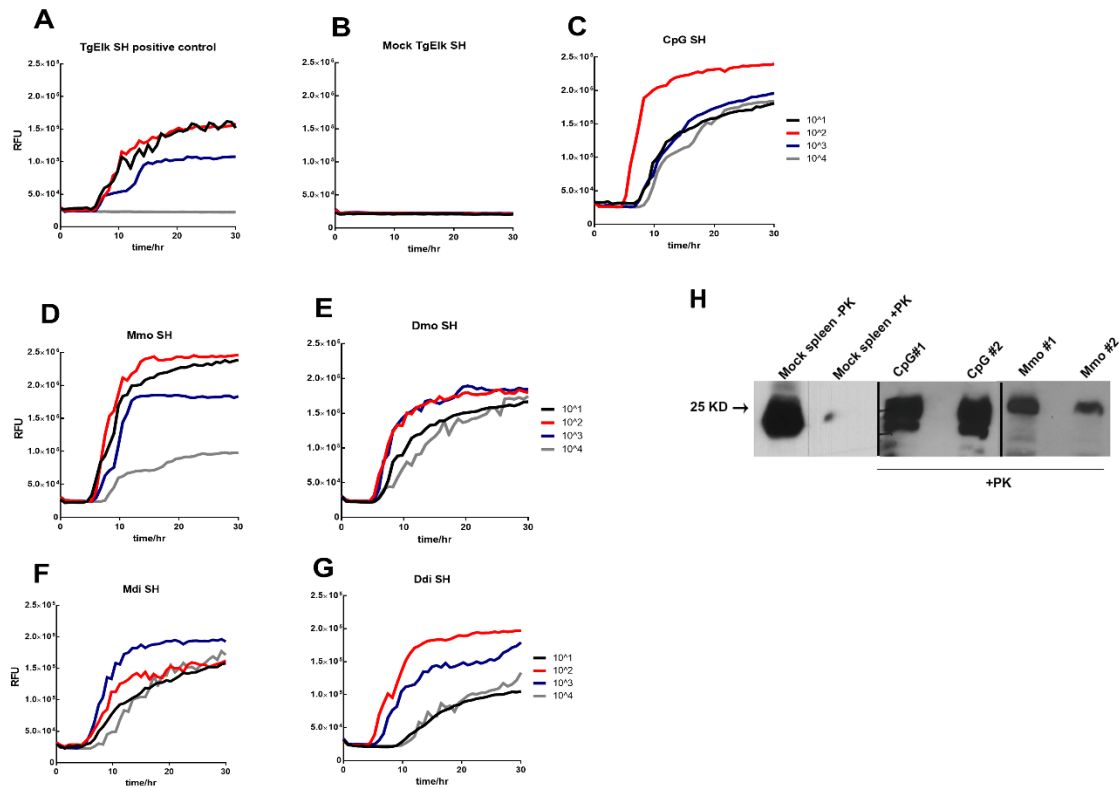 A
TgElk SH positive control
2.5×10⁵
2.0×10⁵
1.5×10⁵
1.0×10⁵
5.0×10⁴
0
RFU
0 10 20 30
time/hr
B
Mock TgElk SH
2.5×10⁵
2.0×10⁵
1.5×10⁵
1.0×10⁵
5.0×10⁴
0
0 10 20 30
time/hr
C
CpG SH
2.5×10⁵
2.0×10⁵
1.5×10⁵
1.0×10⁵
5.0×10⁴
0
0 10 20 30
time/hr
10^1
10^2
10^3
10^4
D
Mmo SH
2.5×10⁵
2.0×10⁵
1.5×10⁵
1.0×10⁵
5.0×10⁴
0
RFU
0 10 20 30
time/hr
E
Dmo SH
2.5×10⁵
2.0×10⁵
1.5×10⁵
1.0×10⁵
5.0×10⁴
0
0 10 20 30
time/hr
10^1
10^2
10^3
10^4
F
Mdi SH
2.5×10⁵
2.0×10⁵
1.5×10⁵
1.0×10⁵
5.0×10⁴
0
RFU
0 10 20 30
time/hr
G
Ddi SH
2.5×10⁵
2.0×10⁵
1.5×10⁵
1.0×10⁵
5.0×10⁴
0
0 10 20 30
time/hr
10^1
10^2
10^3
10^4
H
Mock spleen -PK
Mock spleen +PK
CpG#1
CpG #2
Mmo #1
Mmo #2
25 KD →
+PK